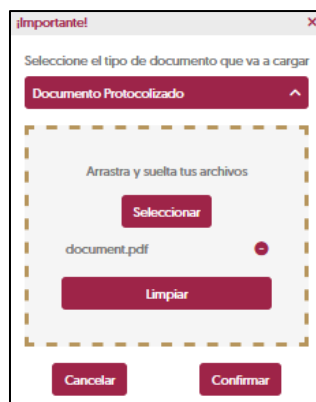 ¡Importante!
Seleccione el tipo de documento que va a cargar
Documento Protocolizado
Arrastra y suelta tus archivos
Seleccionar
document.pdf
Limpiar
Cancelar Confirmar